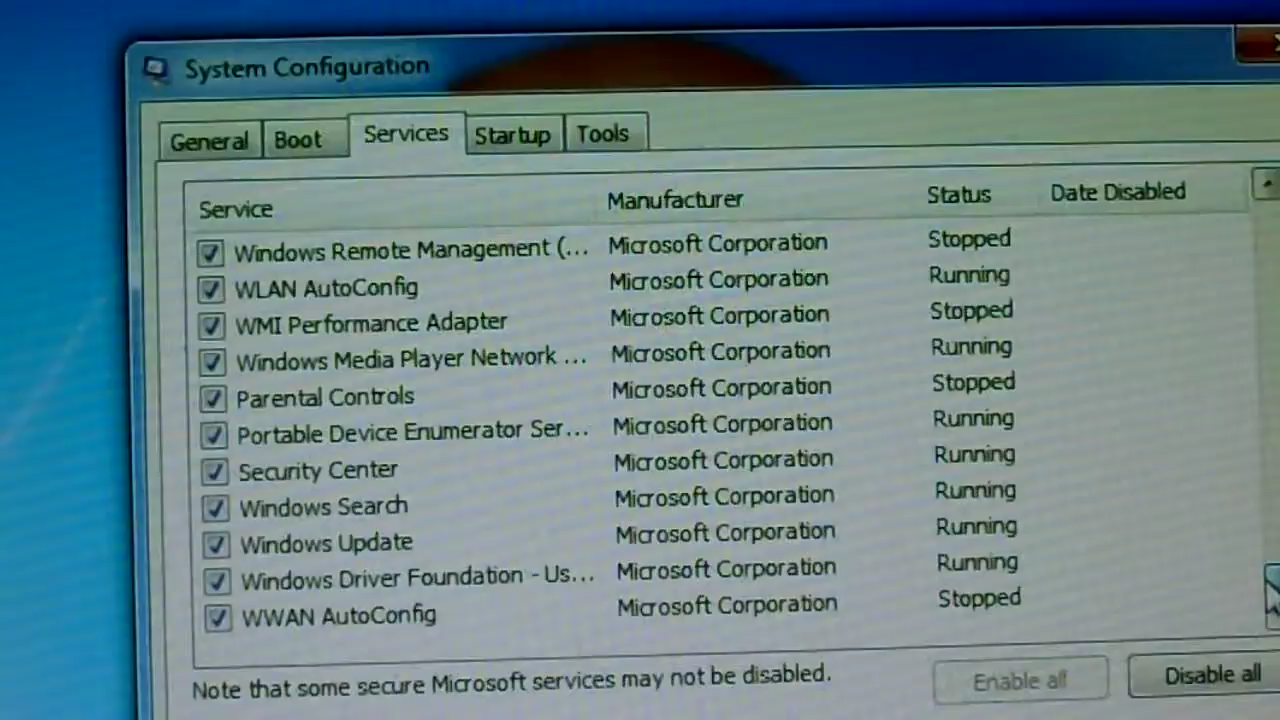 System Configuration
General Boot Services Startup Tools
Service Manufacturer Status Date Disabled
Windows Remote Management (... Microsoft Corporation Stopped
WLAN AutoConfig Microsoft Corporation Running
WMI Performance Adapter Microsoft Corporation Stopped
Windows Media Player Network ... Microsoft Corporation Running
Parental Controls Microsoft Corporation Stopped
Portable Device Enumerator Ser... Microsoft Corporation Running
Security Center Microsoft Corporation Running
Windows Search Microsoft Corporation Running
Windows Update Microsoft Corporation Running
Windows Driver Foundation - Us... Microsoft Corporation Running
WWAN AutoConfig Microsoft Corporation Stopped
Note that some secure Microsoft services may not be disabled.
Enable all Disable all